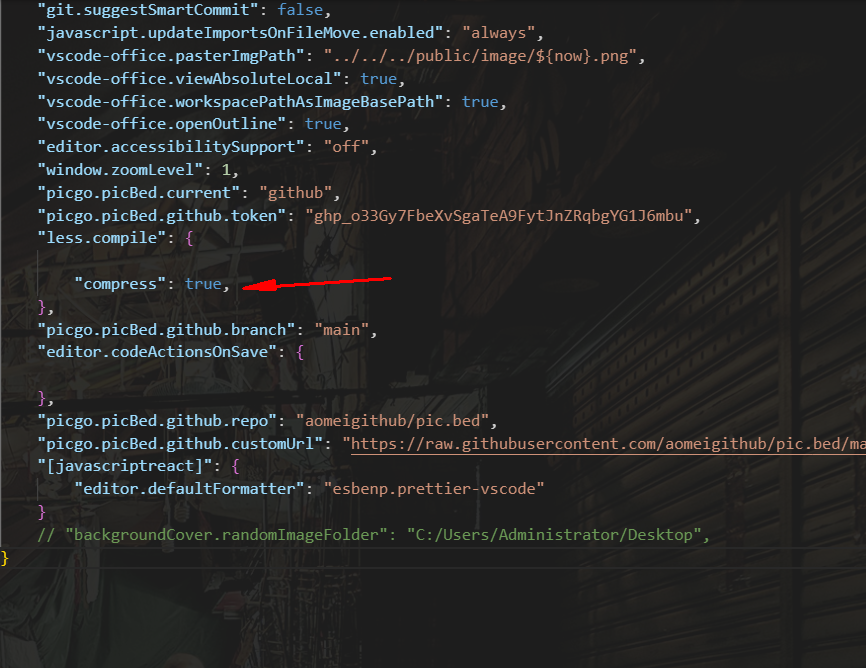 "git.suggestSmartCommit": false,
"javascript.updateImportsOnFileMove.enabled": "always",
"vscode-office.pasterImgPath": "../../../public/image/${now}.png",
"vscode-office.viewAbsoluteLocal": true,
"vscode-office.workspacePathAsImageBasePath": true,
"vscode-office.openOutline": true,
"editor.accessibilitySupport": "off",
"window.zoomLevel": 1,
"picgo.picBed.current": "github",
"picgo.picBed.github.token": "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",
"less.compile": {
"compress": true,
},
"picgo.picBed.github.branch": "main",
"editor.codeActionsOnSave": {
},
"picgo.picBed.github.repo": "aomeigithub/pic.bed",
"picgo.picBed.github.customUrl": "https://raw.githubusercontent.com/aomeigithub/pic.bed/ma
"[javascriptreact]": {
"editor.defaultFormatter": "esbenp.prettier-vscode"
}
// "backgroundCover.randomImageFolder": "C:/Users/Administrator/Desktop",
}